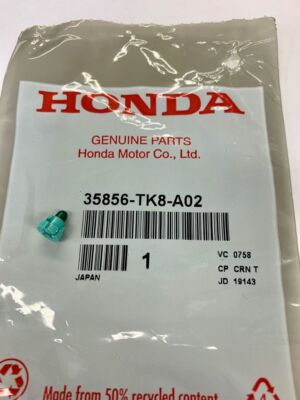 HONDA
GENUINE PARTS
Honda Motor Co., Ltd.
35856-TK8-A02
1
VC 0758
CP CRN T
JAPAN
JD 19143
Made from 50% recycled content